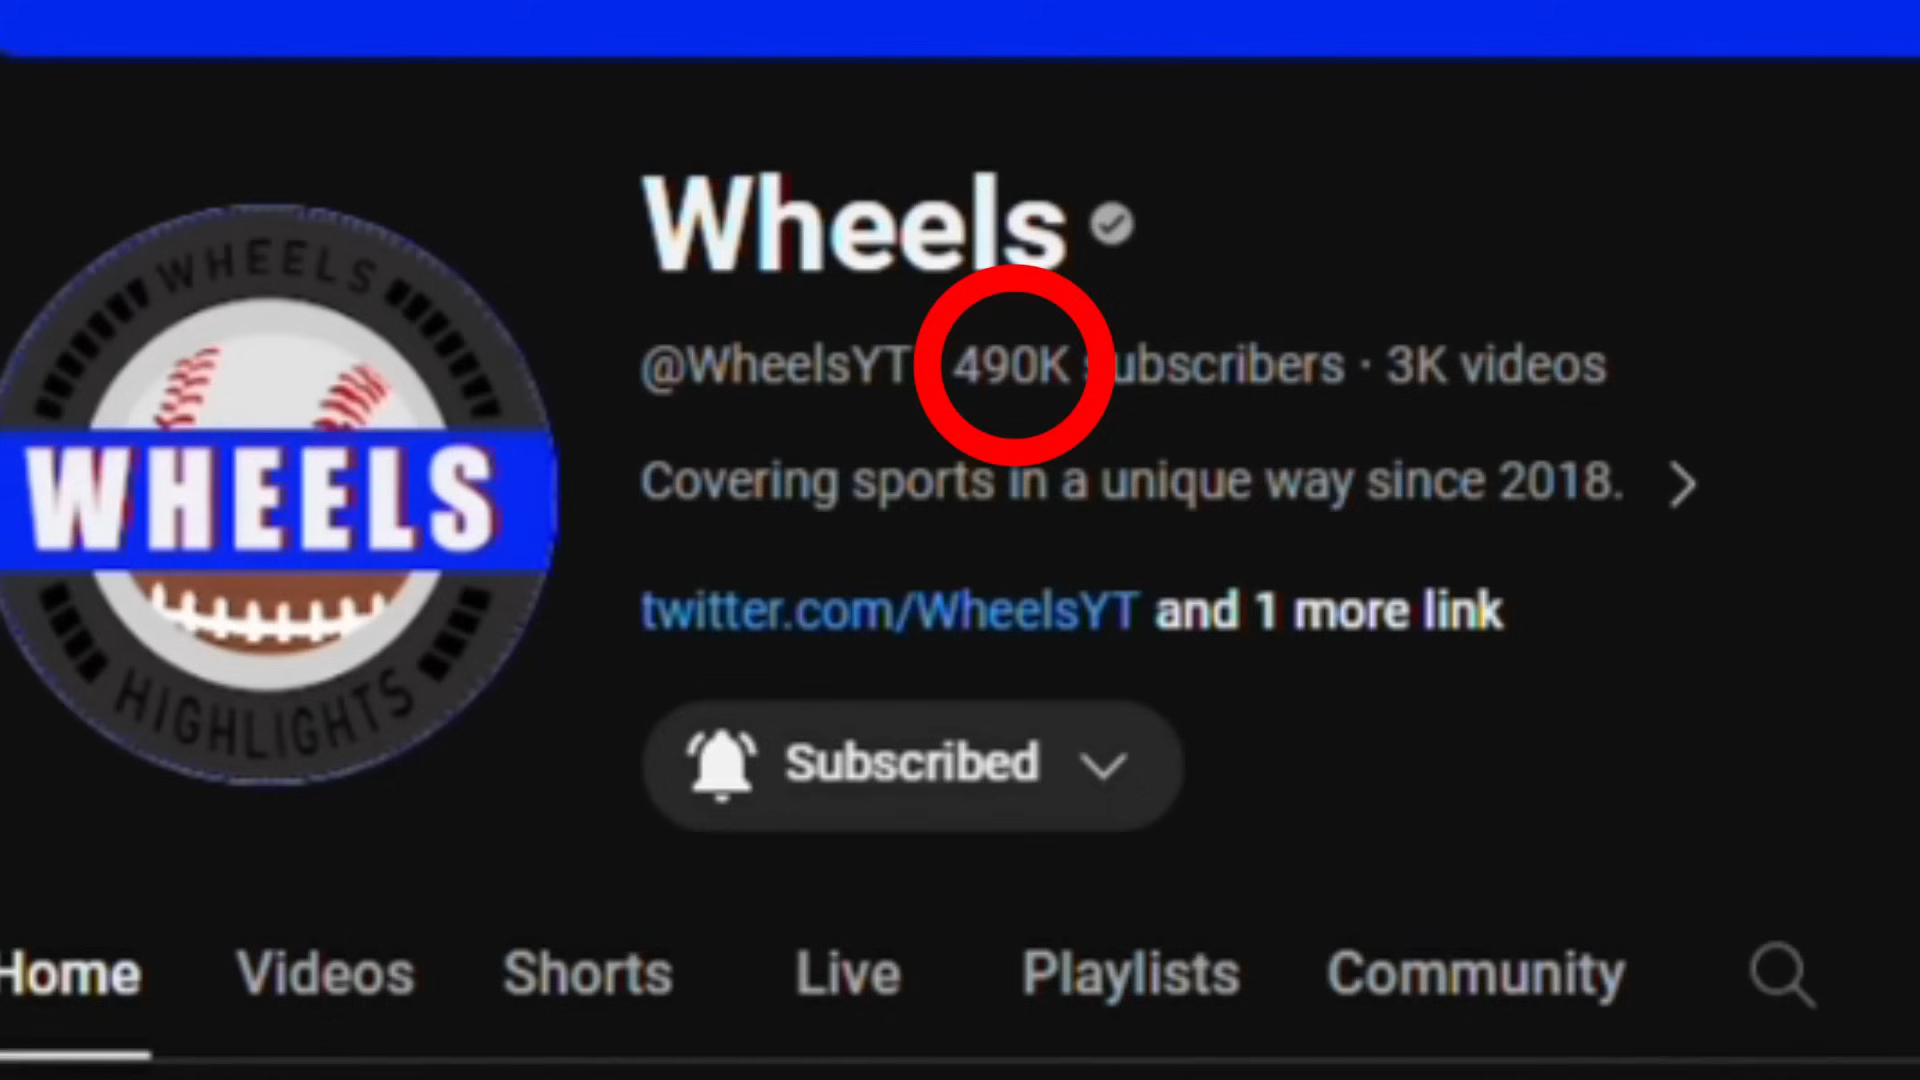 Wheels
@WheelsYT 490K subscribers · 3K videos
Covering sports in a unique way since 2018.
twitter.com/WheelsYT and 1 more link
Subscribed
WHEELS
WHEELS
HIGHLIGHTS
Home Videos Shorts Live Playlists Community